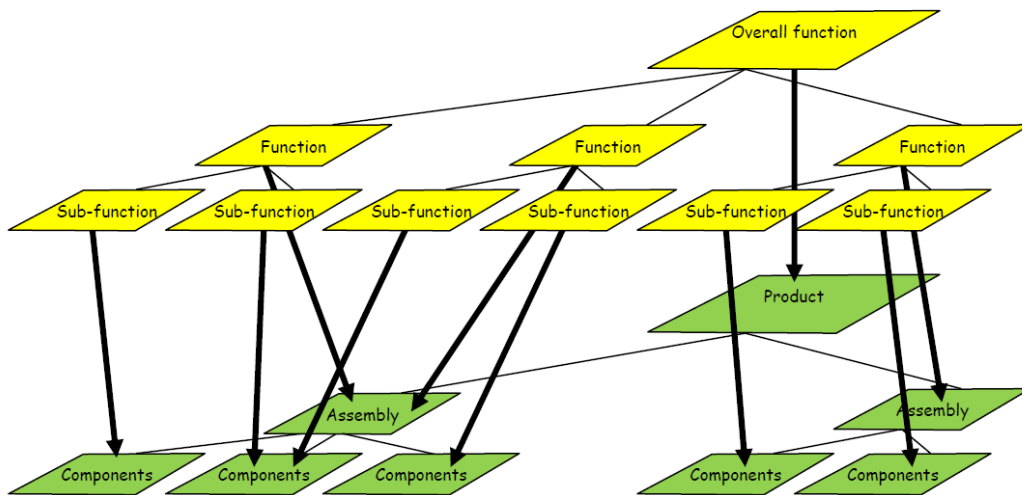 Overall function
Function
Function
Function
Sub-function
Sub-function
Sub-function
Sub-function
Sub-function
Sub-function
Product
Assembly
Assembly
Components
Components
Components
Components
Components